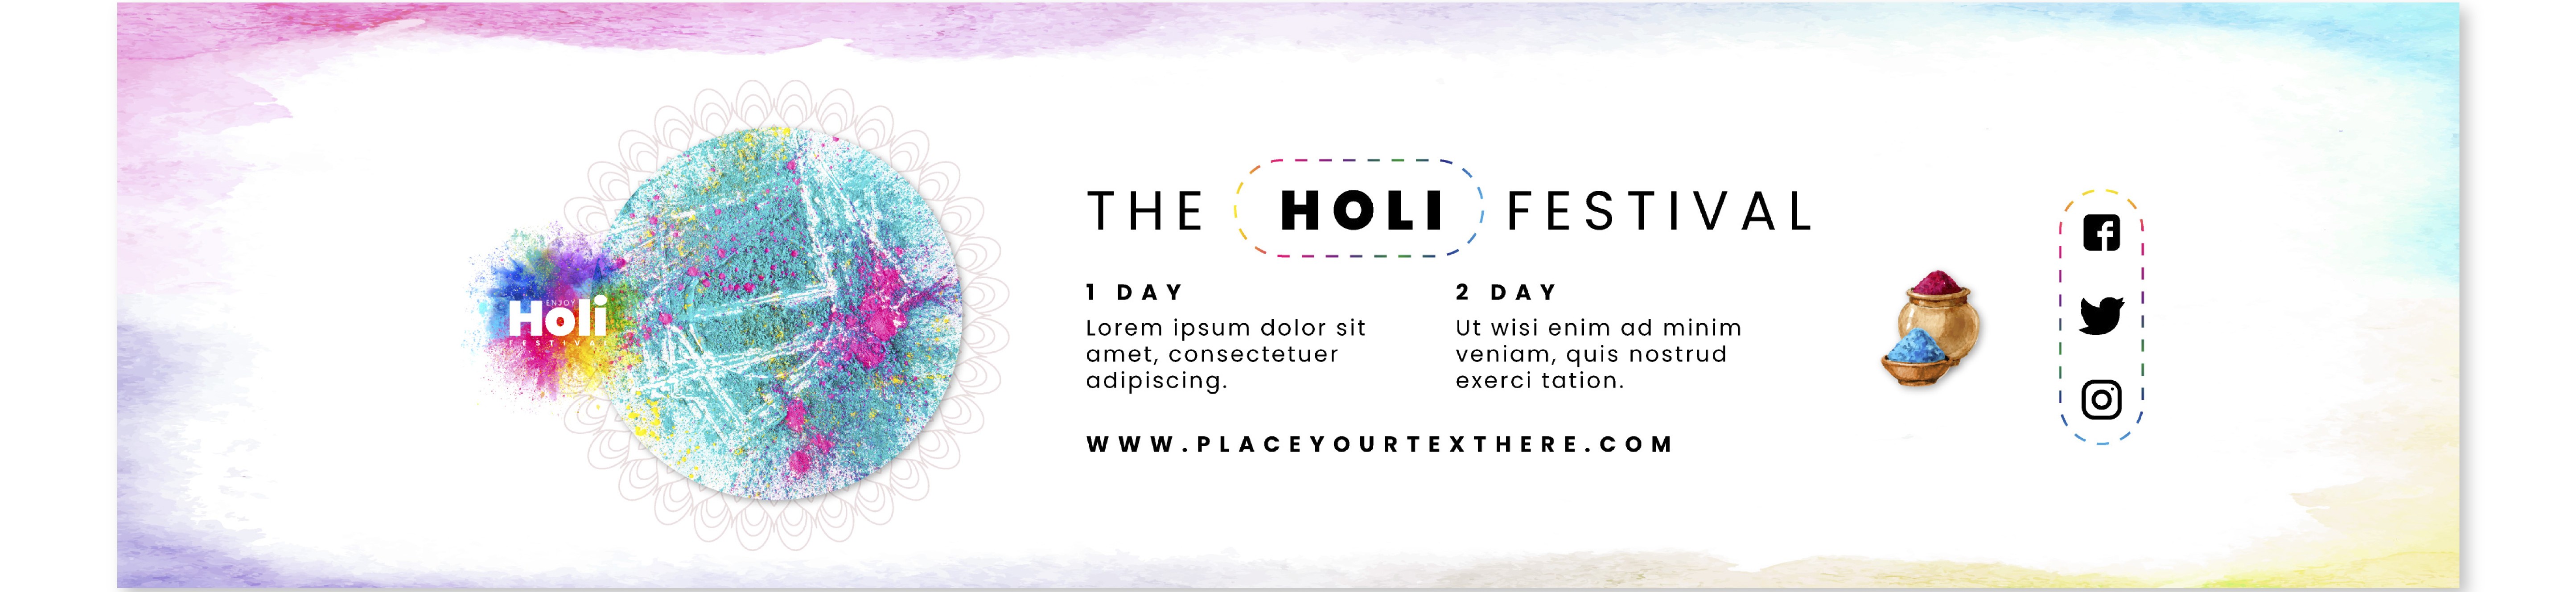 ENJOY
Holi
FESTIVAL
THE HOLI FESTIVAL
1 DAY
Lorem ipsum dolor sit
amet, consectetuer
adipiscing.
2 DAY
Ut wisi enim ad minim
veniam, quis nostrud
exerci tation.
WWW.PLACEYOURTEXTHERE.COM